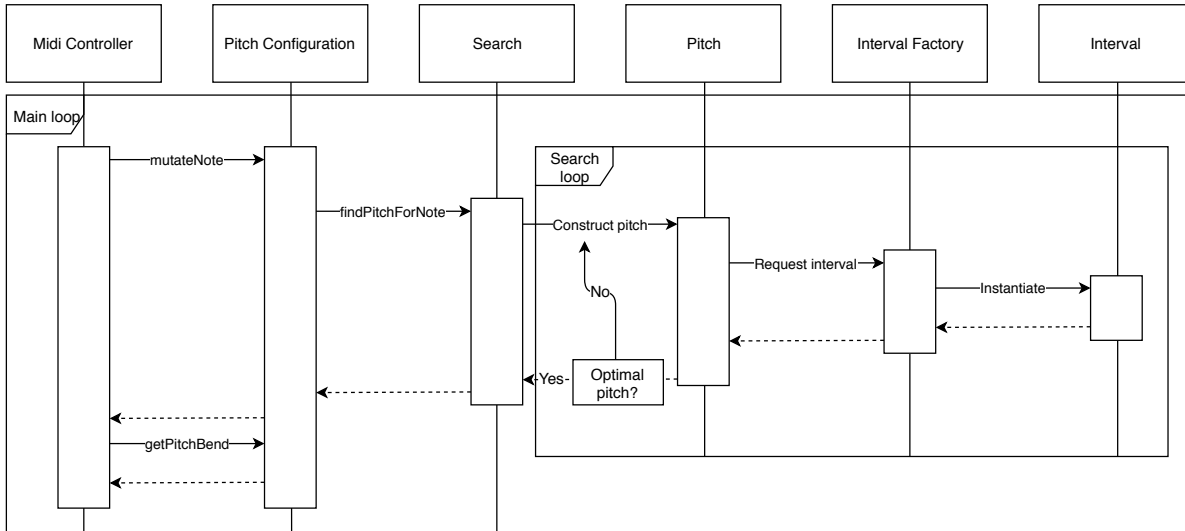 Midi Controller
Pitch Configuration
Search
Pitch
Interval Factory
Interval
Main loop
mutateNote
Search
loop
findPitchForNote
Construct pitch
Request interval
Instantiate
No
Yes
Optimal
pitch?
getPitchBend